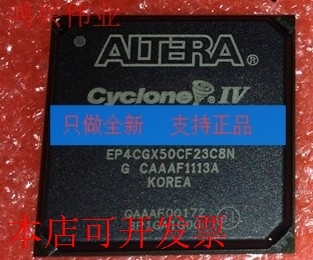 ALTERA®
Cyclone® IV
只做全新 支持正品
EP4CGX50CF23C8N
G CAAAF1113A
KOREA
本店可开发票